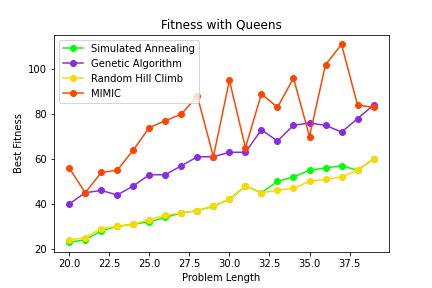 Fitness with Queens
Simulated Annealing
Genetic Algorithm
Random Hill Climb
MIMIC
Best Fitness
100
80
60
40
20
20.0 22.5 25.0 27.5 30.0 32.5 35.0 37.5
Problem Length